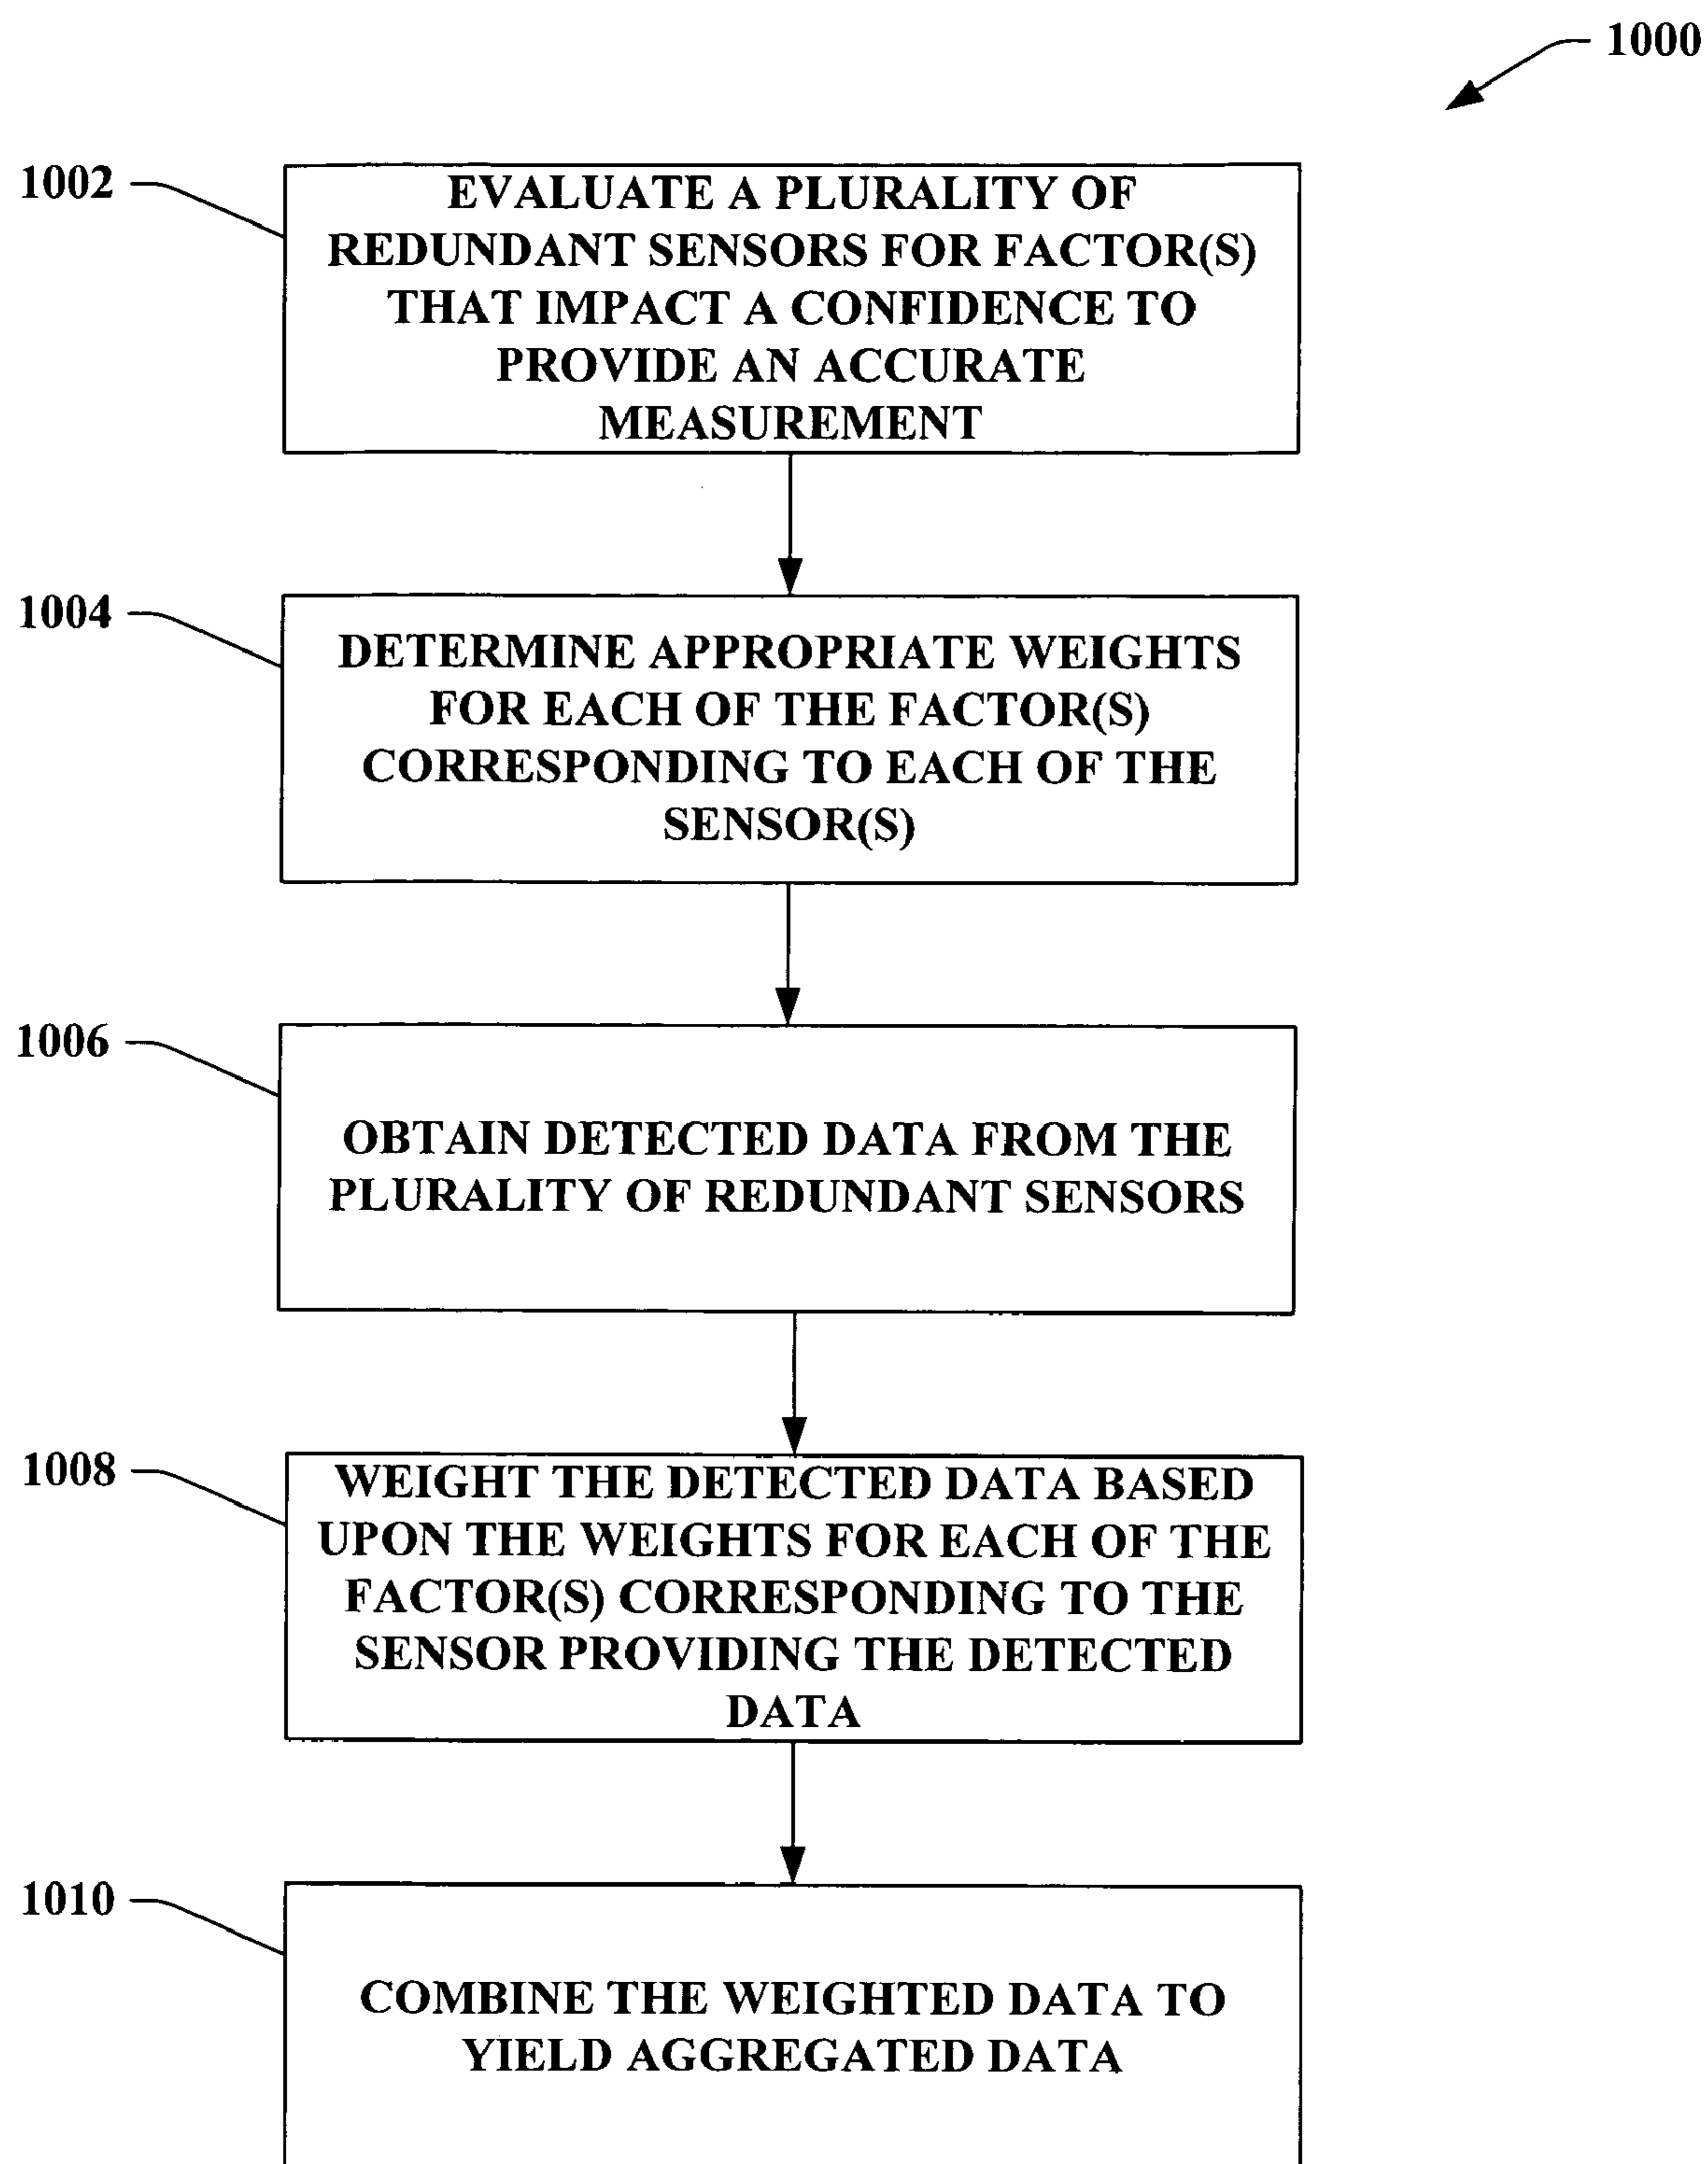 1000
1002
EVALUATE A PLURALITY OF
REDUNDANT SENSORS FOR FACTOR(S)
THAT IMPACT A CONFIDENCE TO
PROVIDE AN ACCURATE
MEASUREMENT
1004
DETERMINE APPROPRIATE WEIGHTS
FOR EACH OF THE FACTOR(S)
CORRESPONDING TO EACH OF THE
SENSOR(S)
1006
OBTAIN DETECTED DATA FROM THE
PLURALITY OF REDUNDANT SENSORS
1008
WEIGHT THE DETECTED DATA BASED
UPON THE WEIGHTS FOR EACH OF THE
FACTOR(S) CORRESPONDING TO THE
SENSOR PROVIDING THE DETECTED
DATA
1010
COMBINE THE WEIGHTED DATA TO
YIELD AGGREGATED DATA